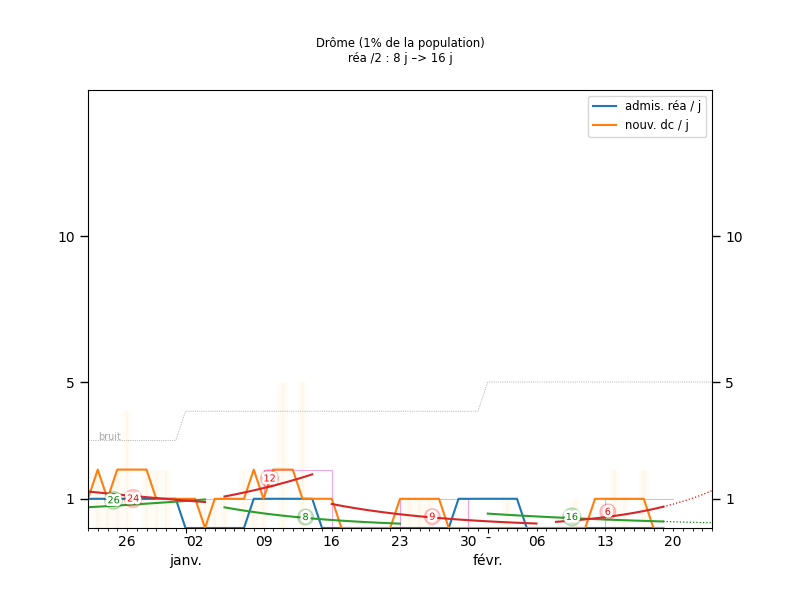 Drôme (1% de la population)
réa /2 : 8 j –> 16 j
admis. réa / j
nouv. dc / j
10 10
5 5
bruit
12
26 24 1 1
8 9 16 6
26 02 09 16 23 30 06 13 20
janv. févr.